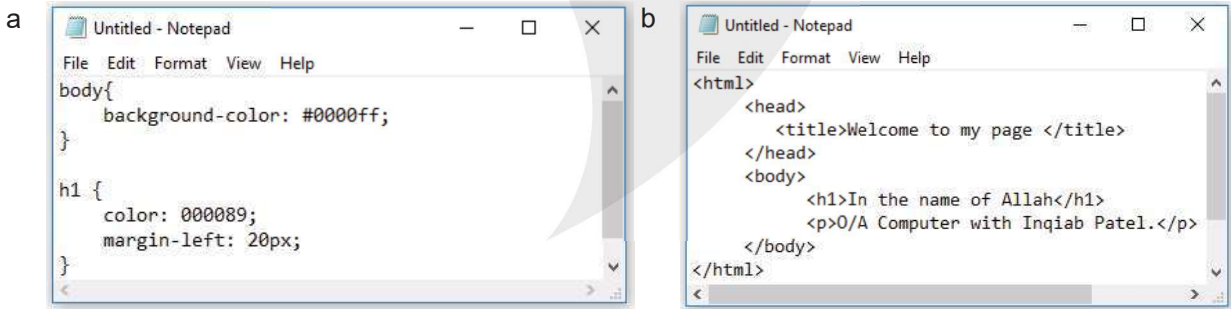 a
Untitled - Notepad
File Edit Format View Help
body{
background-color: #0000ff;
}
h1 {
color: 000089;
margin-left: 20px;
}
b
Untitled - Notepad
File Edit Format View Help
<html>
<head>
<title>Welcome to my page </title>
</head>
<body>
<h1>In the name of Allah</h1>
<p>O/A Computer with Inqiab Patel.</p>
</body>
</html>